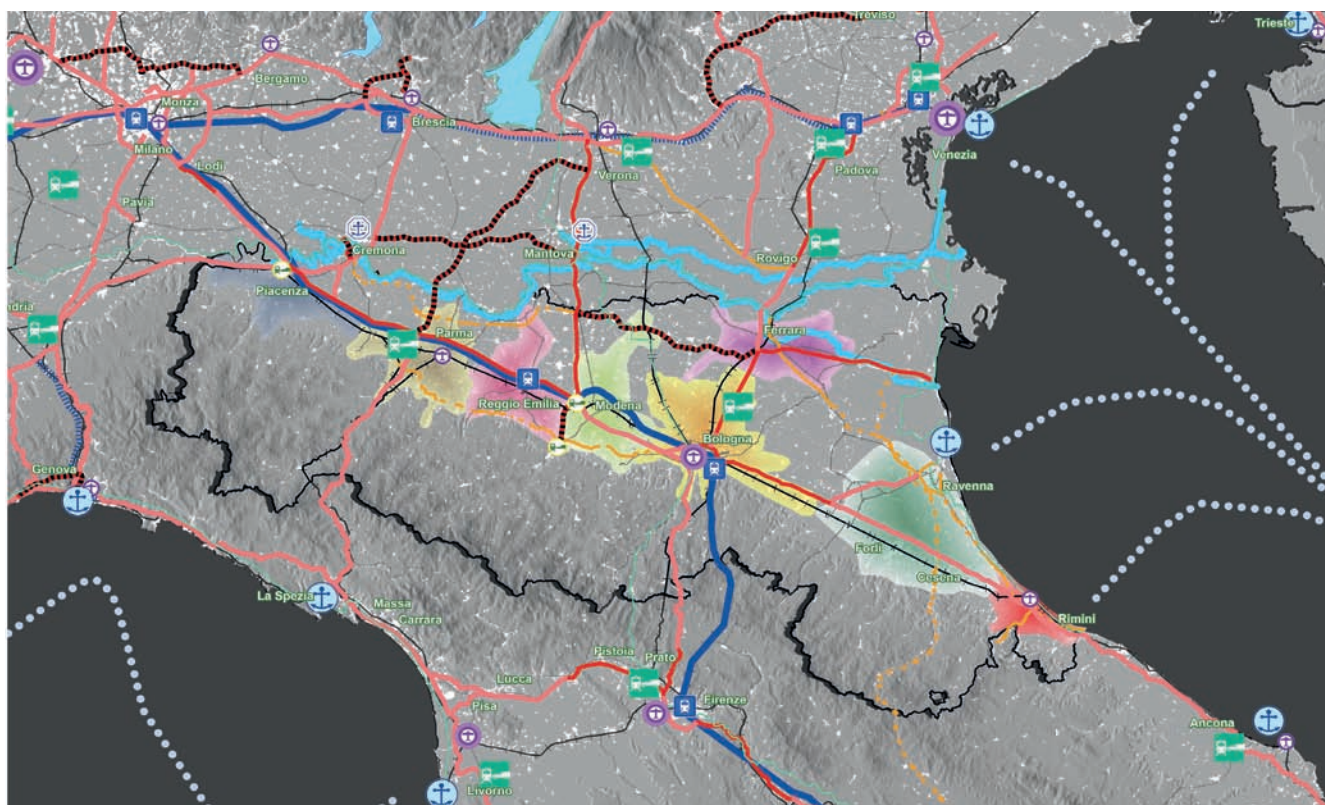 Treviso
Trieste
Bergamo
Monza
Brescia
Milano
Venezia
Lodi
Verona
Padova
Pavia
Cremona
Mantova
Rovigo
Piacenza
ndria
Parma
Ferrara
Reggio Emilia
Modena
Bologna
Genova
Ravenna
Forlì
Cesena
La Spezia
Massa
Carrara
Rimini
Pistoia
Prato
Lucca
Pisa
Firenze
Ancona
Livorno